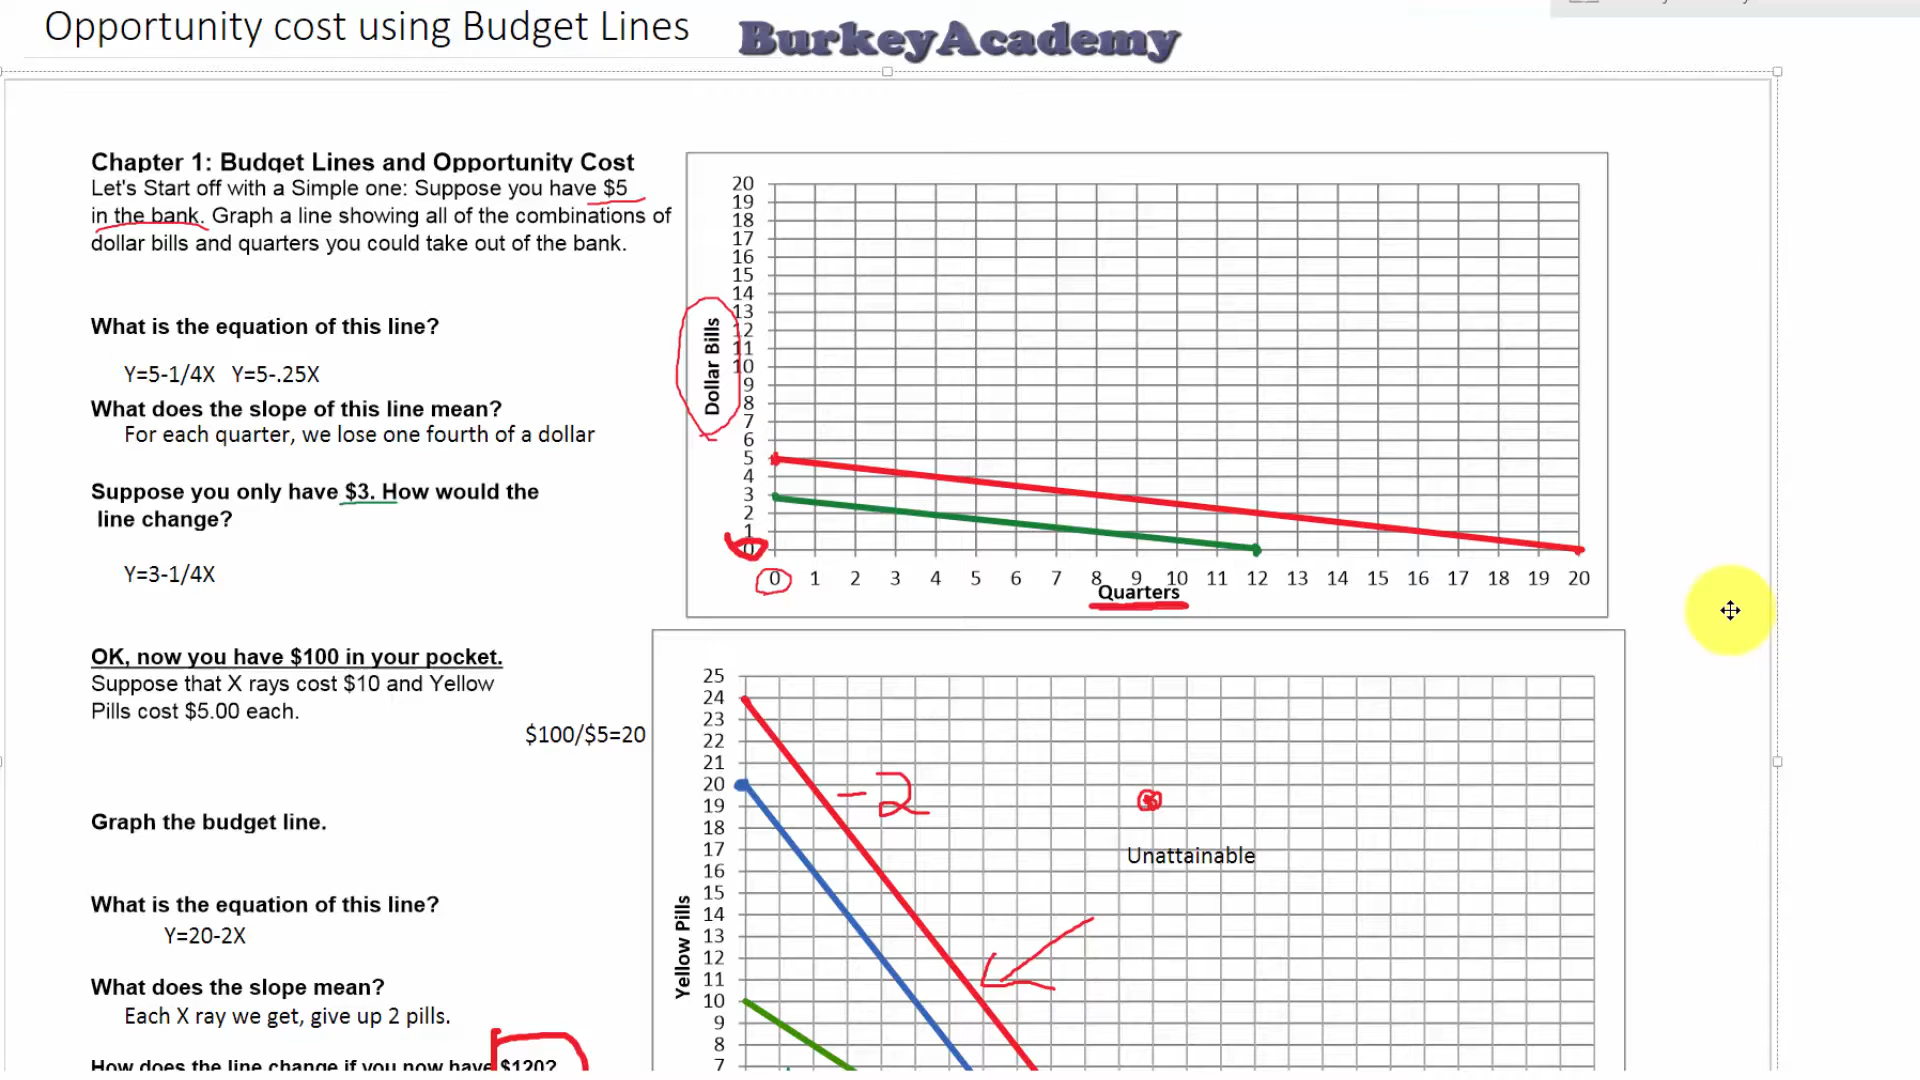 Opportunity cost using Budget Lines
BurkeyAcademy
Chapter 1: Budget Lines and Opportunity Cost
Let's Start off with a Simple one: Suppose you have $5
in the bank. Graph a line showing all of the combinations of
dollar bills and quarters you could take out of the bank.
What is the equation of this line?
Y=5-1/4X Y=5-.25X
What does the slope of this line mean?
For each quarter, we lose one fourth of a dollar
Suppose you only have $3. How would the
line change?
Y=3-1/4X
Dollar Bills
20
19
18
17
16
15
14
13
12
11
10
9
8
7
6
5
4
3
2
1
0
0 1 2 3 4 5 6 7 8 9 10 11 12 13 14 15 16 17 18 19 20
Quarters
OK, now you have $100 in your pocket.
Suppose that X rays cost $10 and Yellow
Pills cost $5.00 each.
$100/$5=20
Graph the budget line.
What is the equation of this line?
Y=20-2X
What does the slope mean?
Each X ray we get, give up 2 pills.
How does the line change if you now have $120?
Yellow Pills
25
24
23
22
21
20
19
18
17
16
15
14
13
12
11
10
9
8
7
-2
Unattainable